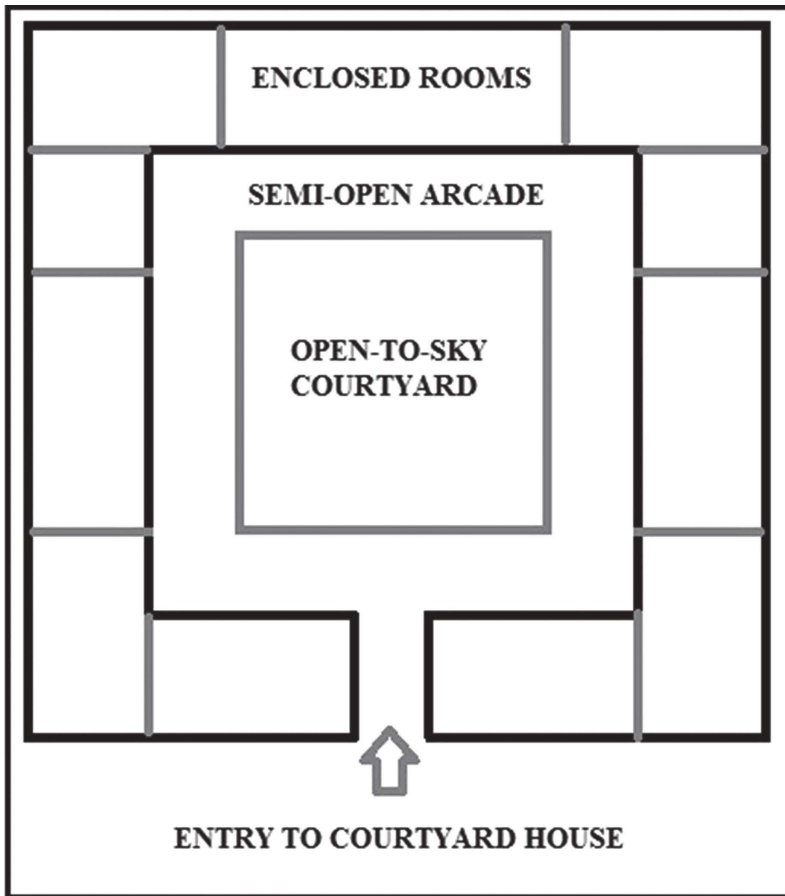 ENCLOSED ROOMS
SEMI-OPEN ARCADE
OPEN-TO-SKY
COURTYARD
ENTRY TO COURTYARD HOUSE